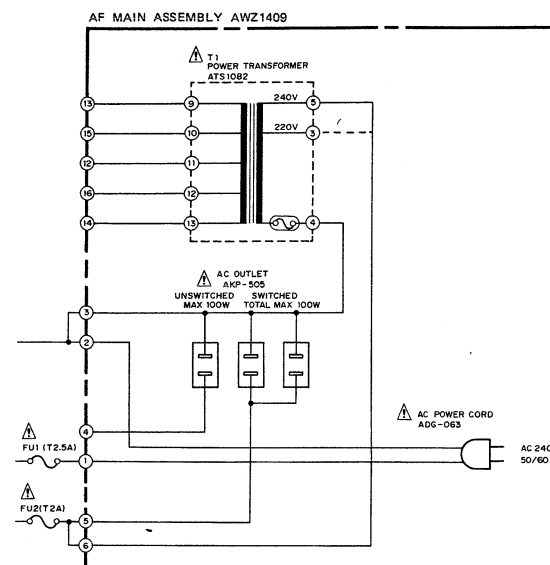 AF MAIN ASSEMBLY AWZ1409
T1
POWER TRANSFORMER
ATS1082
13
9
240V
5
15
10
220V
3
12
11
16
12
14
13
4
AC OUTLET
AKP-505
UNSWITCHED
MAX 100W
SWITCHED
TOTAL MAX 100W
3
2
AC POWER CORD
ADG-063
4
FU1 (T2.5A)
1
AC 240
50/60
FU2(T2A)
5
6